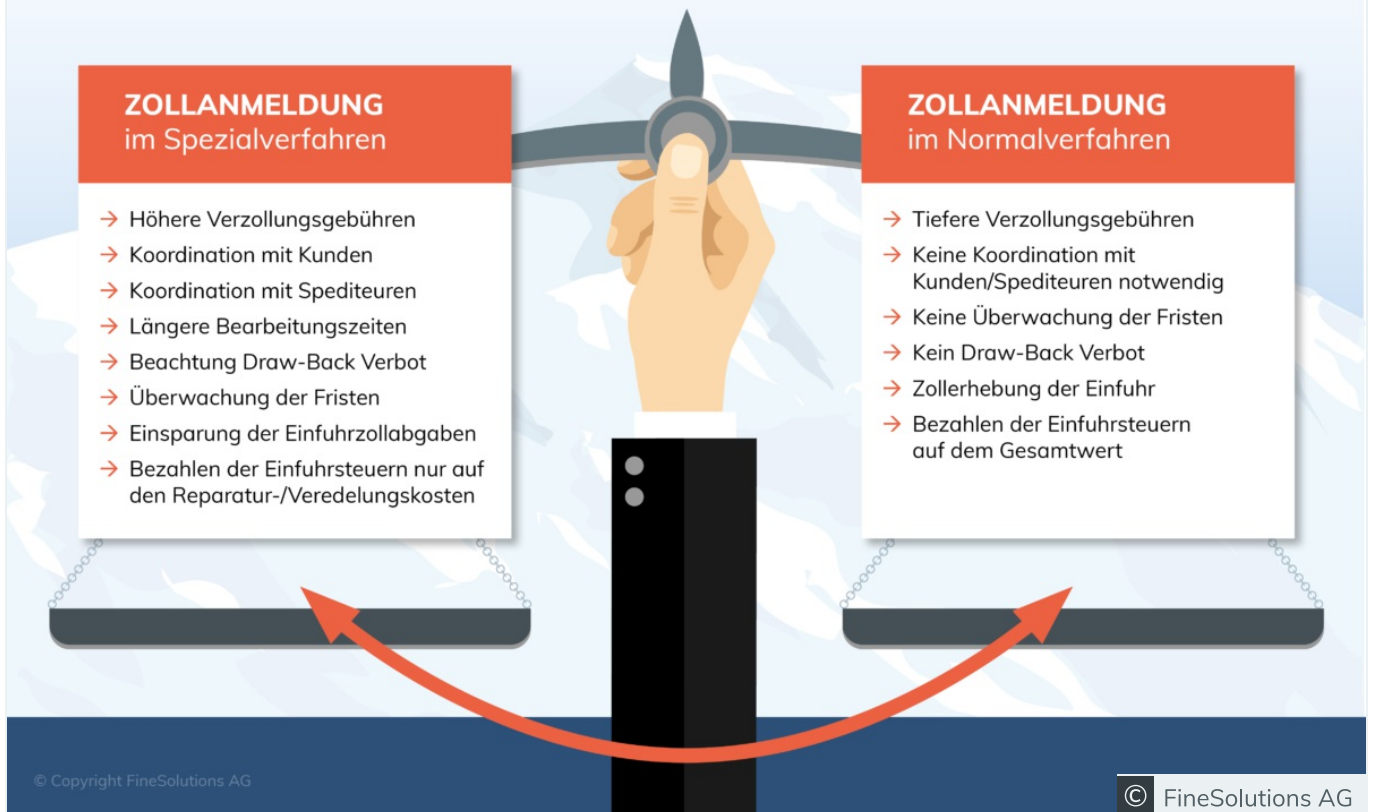 ZOLLANMELDUNG
im Spezialverfahren
→ Höhere Verzollungsgebühren
→ Koordination mit Kunden
→ Koordination mit Spediteuren
→ Längere Bearbeitungszeiten
→ Beachtung Draw-Back Verbot
→ Überwachung der Fristen
→ Einsparung der Einfuhrzollabgaben
→ Bezahlen der Einfuhrsteuern nur auf
den Reparatur-/Veredelungskosten
ZOLLANMELDUNG
im Normalverfahren
→ Tiefere Verzollungsgebühren
→ Keine Koordination mit
Kunden/Spediteuren notwendig
→ Keine Überwachung der Fristen
→ Kein Draw-Back Verbot
→ Zollerhebung der Einfuhr
→ Bezahlen der Einfuhrsteuern
auf dem Gesamtwert
© Copyright FineSolutions AG
© FineSolutions AG